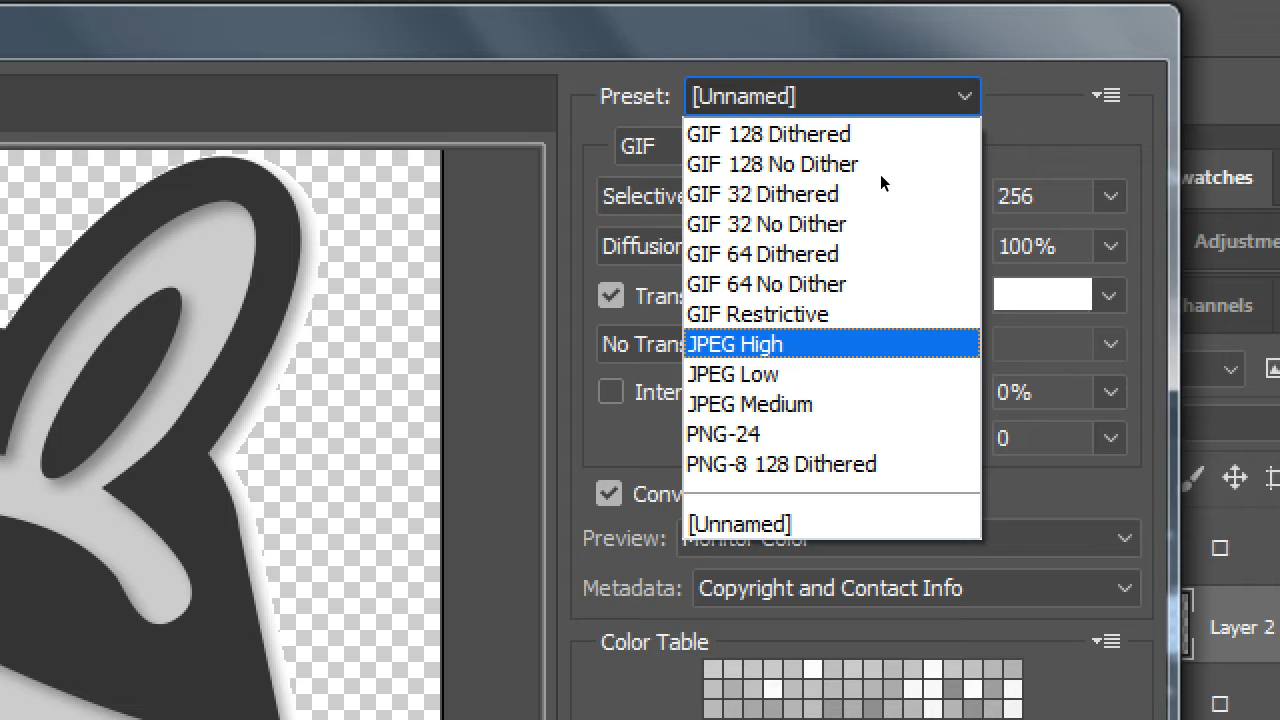 Preset: [Unnamed]
GIF 128 Dithered
GIF
GIF 128 No Dither
watches
Selective
GIF 32 Dithered
256
GIF 32 No Dither
Adjustme
Diffusion
GIF 64 Dithered
100%
GIF 64 No Dither
Trans
hannels
GIF Restrictive
No Trans
JPEG High
JPEG Low
Inter
0%
JPEG Medium
PNG-24
0
PNG-8 128 Dithered
Conv
[Unnamed]
Preview:
Metadata: Copyright and Contact Info
Layer 2
Color Table